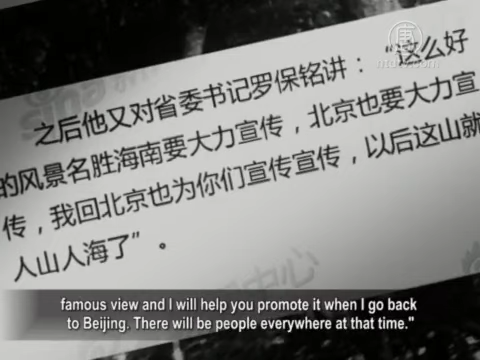 ntdtv.com
之后他又对省委书记罗保铭讲：“这么好
的风景名胜海南要大力宣传，北京也要大力宣
传，我回北京也为你们宣传宣传，以后这山就
人山人海了”。
famous view and I will help you promote it when I go back
to Beijing. There will be people everywhere at that time."